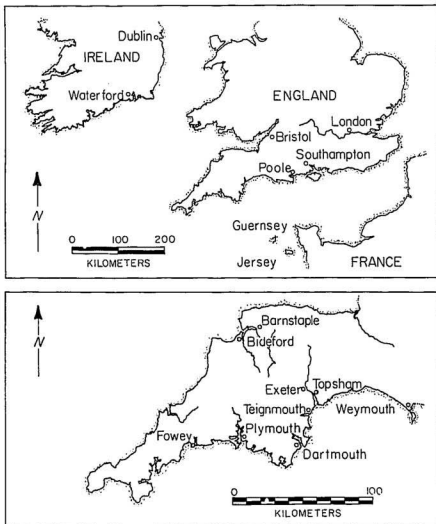 Dublin
IRELAND
Waterford
ENGLAND
London
Bristol
Southampton
Poole
Guernsey
Jersey
FRANCE
N
0 100 200
KILOMETERS
Barnstaple
Bideford
N
Exeter Topsham
Teignmouth Weymouth
Fowey Plymouth
Dartmouth
0 100
KILOMETERS